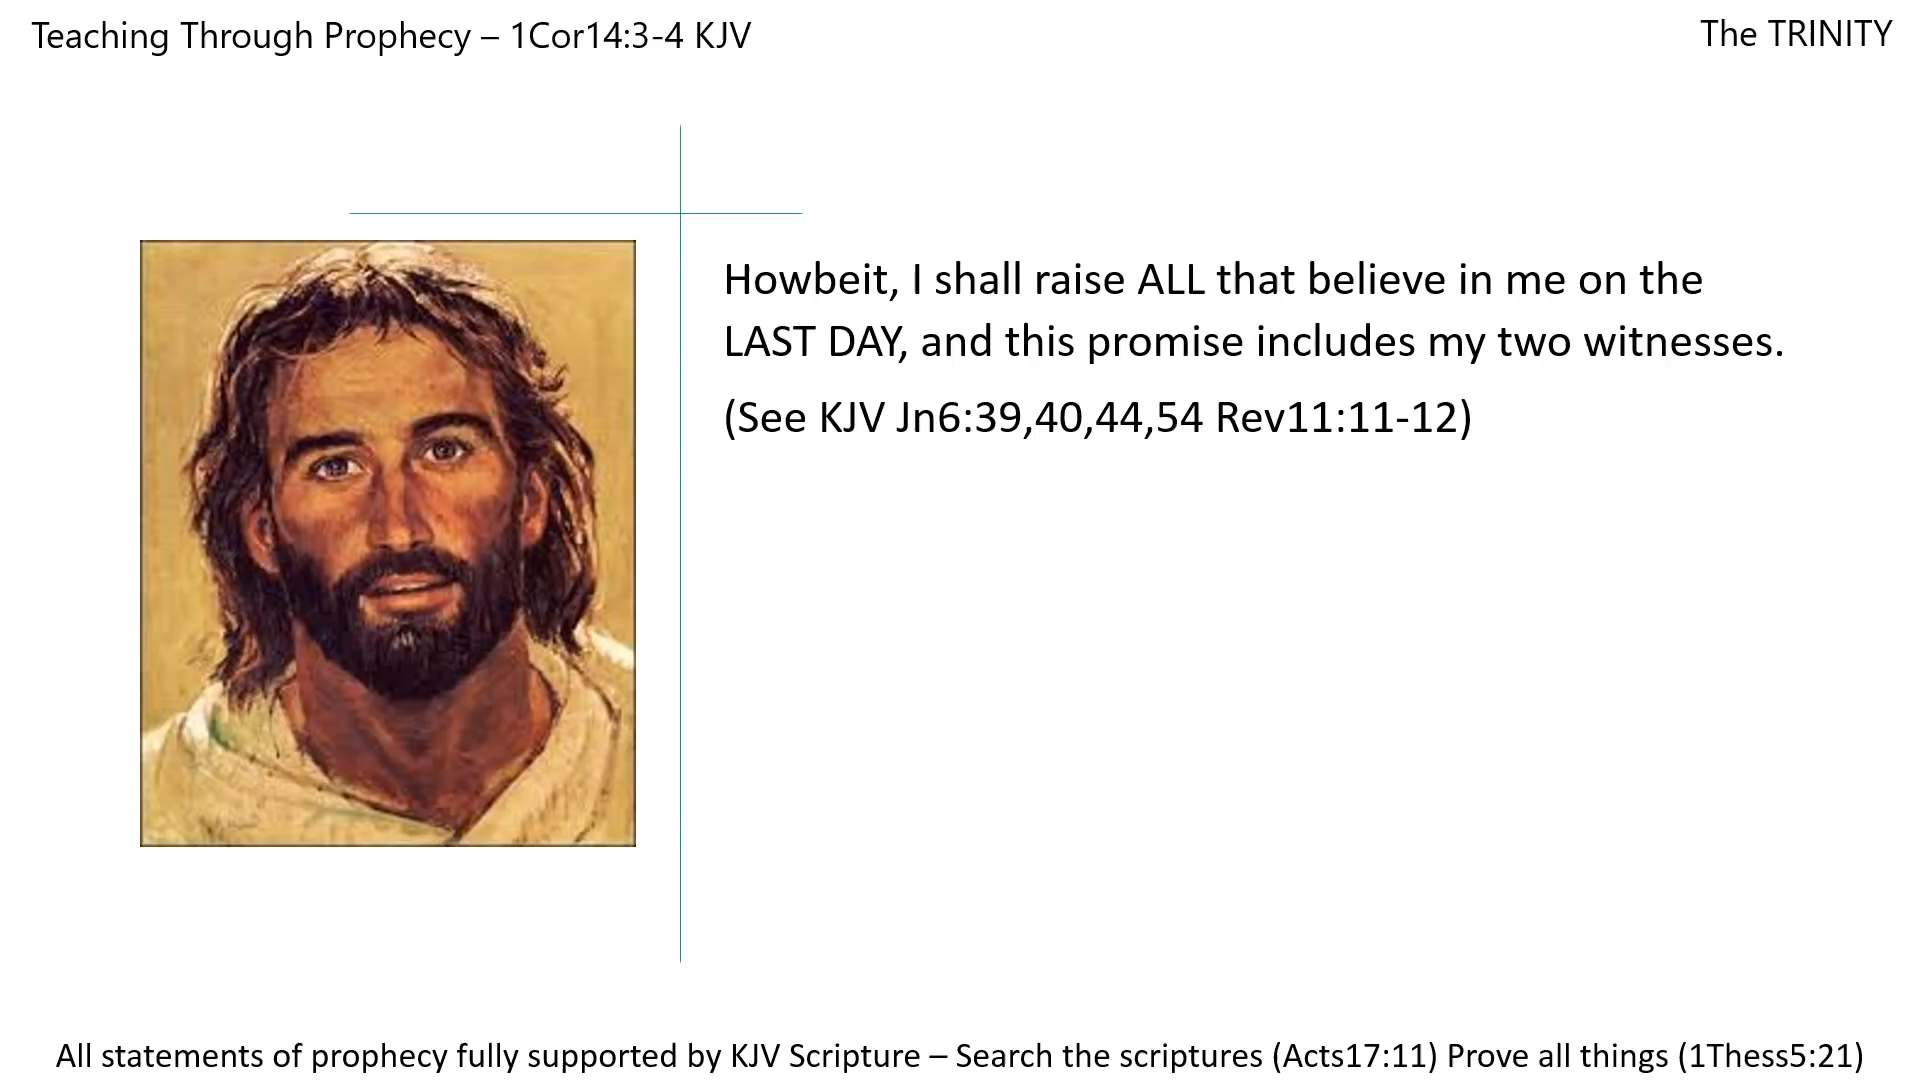 Teaching Through Prophecy – 1Cor14:3-4 KJV
The TRINITY
Howbeit, I shall raise ALL that believe in me on the
LAST DAY, and this promise includes my two witnesses.
(See KJV Jn6:39,40,44,54 Rev11:11-12)
All statements of prophecy fully supported by KJV Scripture – Search the scriptures (Acts17:11) Prove all things (1Thess5:21)